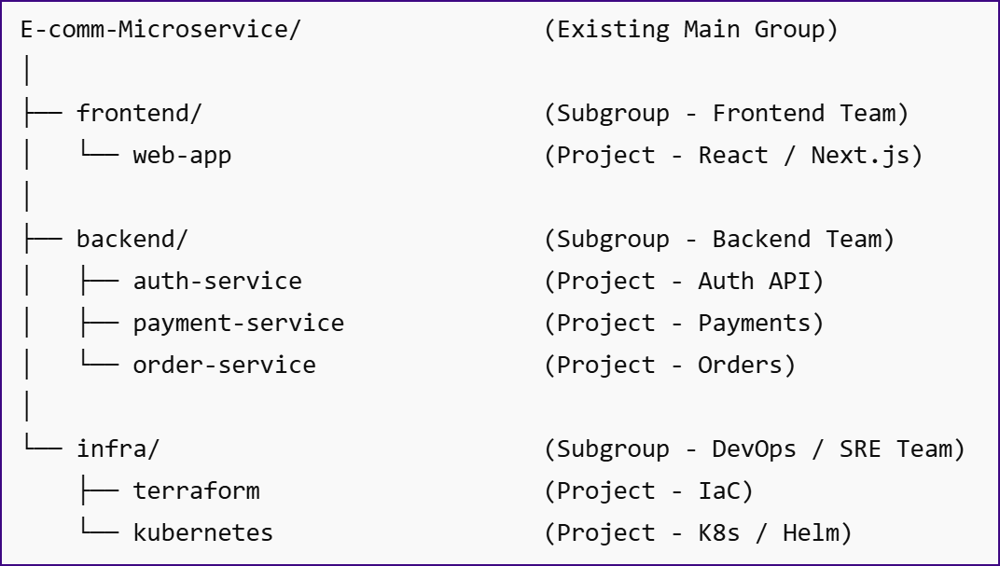 E-comm-Microservice/                 (Existing Main Group)
│
├── frontend/                        (Subgroup - Frontend Team)
│   └── web-app                      (Project - React / Next.js)
│
├── backend/                         (Subgroup - Backend Team)
│   ├── auth-service                 (Project - Auth API)
│   ├── payment-service              (Project - Payments)
│   └── order-service                (Project - Orders)
│
└── infra/                           (Subgroup - DevOps / SRE Team)
    ├── terraform                    (Project - IaC)
    └── kubernetes                   (Project - K8s / Helm)